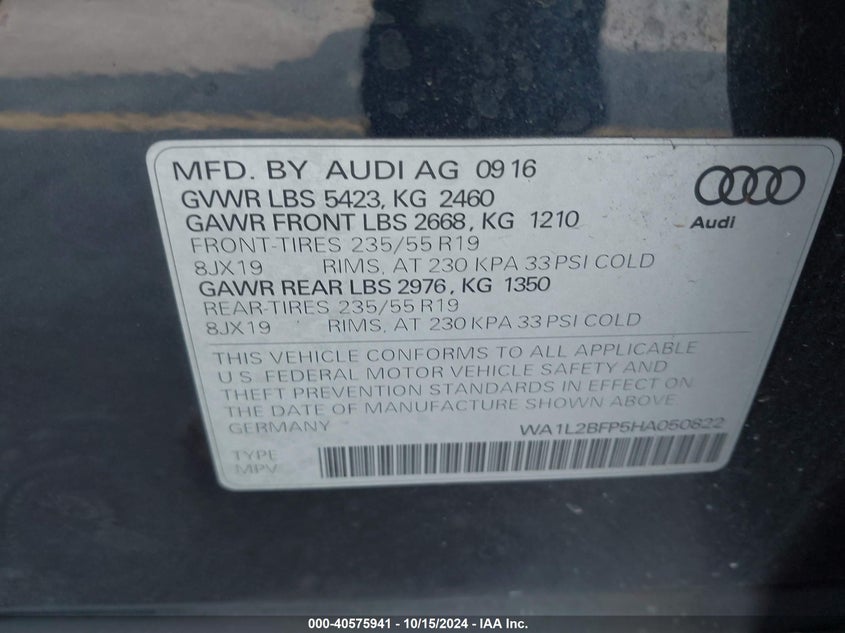 MFD. BY AUDI AG 09 16
GVWR LBS 5423, KG 2460
GAWR FRONT LBS 2668, KG 1210
FRONT-TIRES 235/55 R19
8JX19 RIMS, AT 230 KPA 33 PSI COLD
GAWR REAR LBS 2976, KG 1350
REAR-TIRES 235/55 R19
8JX19 RIMS, AT 230 KPA 33 PSI COLD
Audi
THIS VEHICLE CONFORMS TO ALL APPLICABLE
U.S. FEDERAL MOTOR VEHICLE SAFETY AND
THEFT PREVENTION STANDARDS IN EFFECT ON
THE DATE OF MANUFACTURE SHOWN ABOVE.
GERMANY WA1L2BFP5HA050822
TYPE
MPV
000-40575941 - 10/15/2024 - IAA Inc.